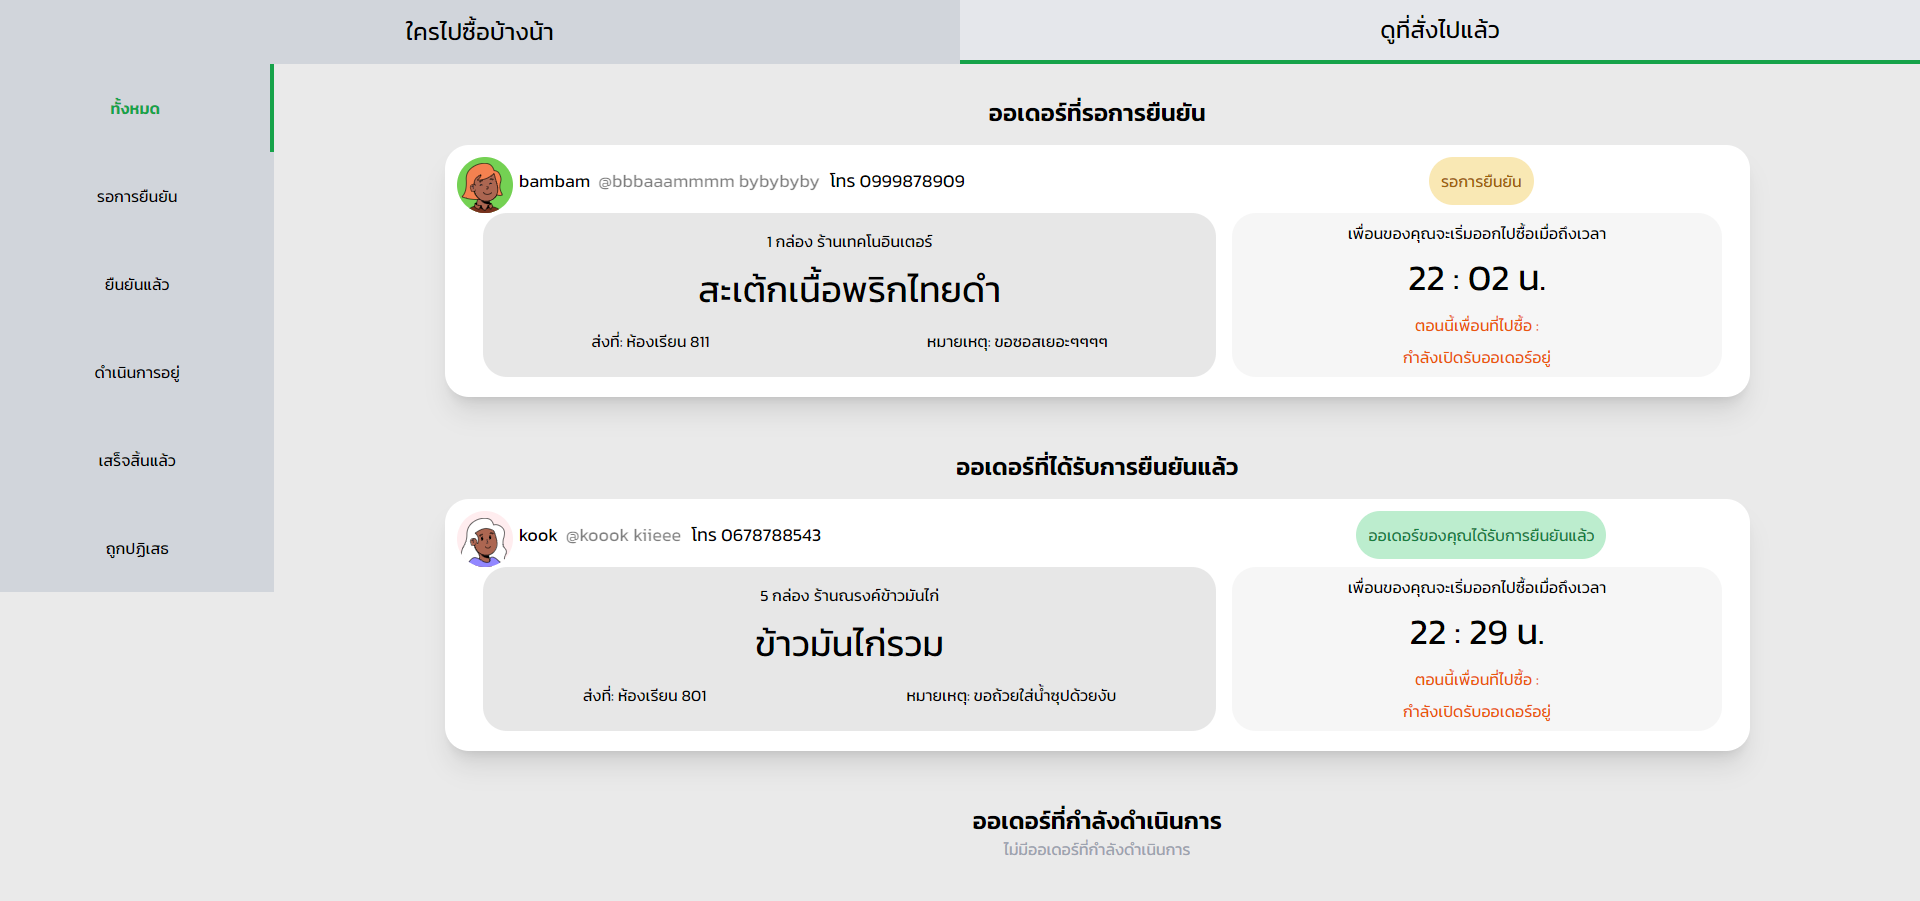 ใครไปซื้อบ้างน้า
ดูที่สั่งไปแล้ว
ทั้งหมด
รอการยืนยัน
ยืนยันแล้ว
ดำเนินการอยู่
เสร็จสิ้นแล้ว
ถูกปฏิเสธ
ออเดอร์ที่รอการยืนยัน
bambam @bbbaaammmm bybybyby โทร 0999878909
รอการยืนยัน
1 กล่อง ร้านเทคโนอินเตอร์
สะเต้กเนื้อพริกไทยดำ
ส่งที่: ห้องเรียน 811
หมายเหตุ: ขอซอสเยอะๆๆๆๆ
เพื่อนของคุณจะเริ่มออกไปซื้อเมื่อถึงเวลา
22 : 02 น.
ตอนนี้เพื่อนที่ไปซื้อ :
กำลังเปิดรับออเดอร์อยู่
ออเดอร์ที่ได้รับการยืนยันแล้ว
kook @koook kiieee โทร 0678788543
ออเดอร์ของคุณได้รับการยืนยันแล้ว
5 กล่อง ร้านณรงค์ข้าวมันไก่
ข้าวมันไก่รวม
ส่งที่: ห้องเรียน 801
หมายเหตุ: ขอถ้วยใส่น้ำซุปด้วยงับ
เพื่อนของคุณจะเริ่มออกไปซื้อเมื่อถึงเวลา
22 : 29 น.
ตอนนี้เพื่อนที่ไปซื้อ :
กำลังเปิดรับออเดอร์อยู่
ออเดอร์ที่กำลังดำเนินการ
ไม่มีออเดอร์ที่กำลังดำเนินการ